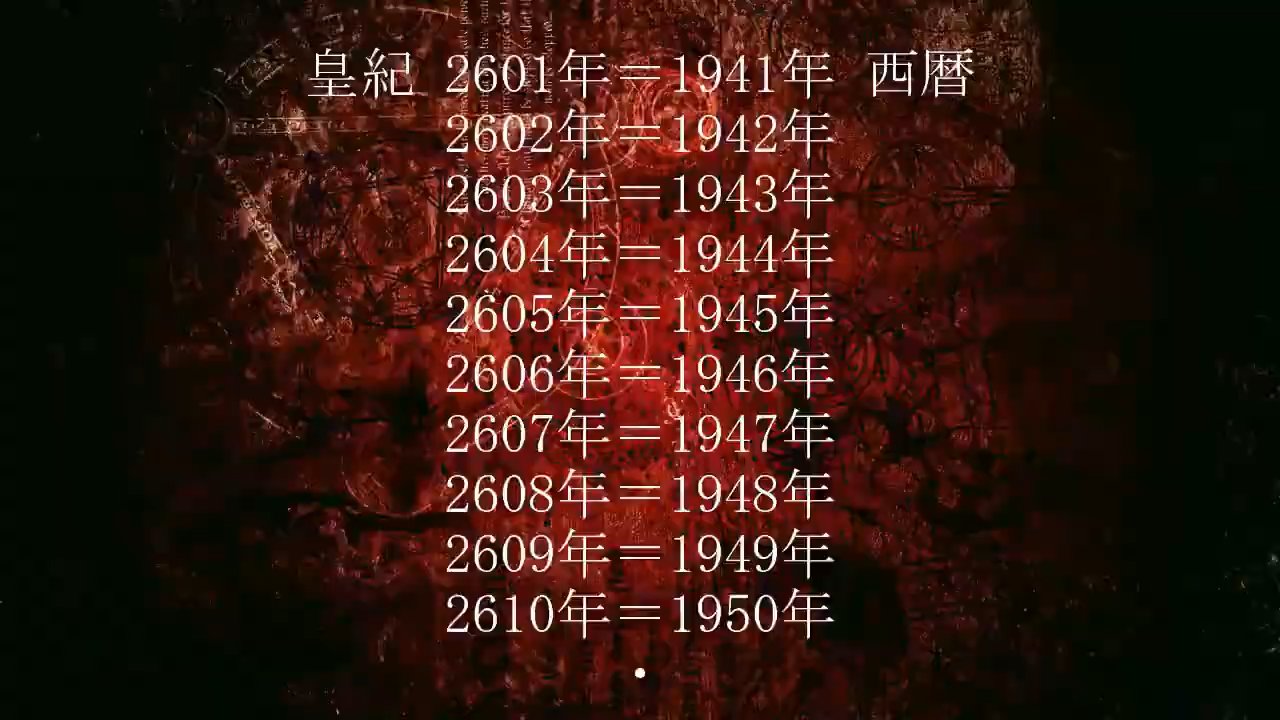 皇紀 2601年＝1941年 西暦
2602年＝1942年
2603年＝1943年
2604年＝1944年
2605年＝1945年
2606年＝1946年
2607年＝1947年
2608年＝1948年
2609年＝1949年
2610年＝1950年